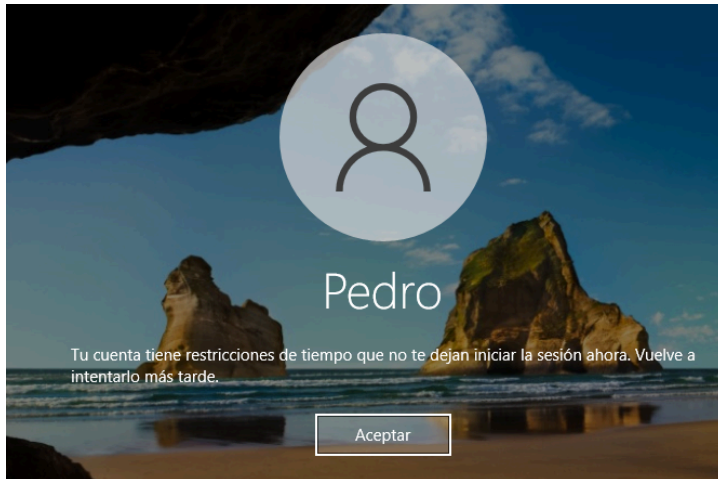 Pedro
Tu cuenta tiene restricciones de tiempo que no te dejan iniciar la sesión ahora. Vuelve a
intentarlo más tarde.
Aceptar